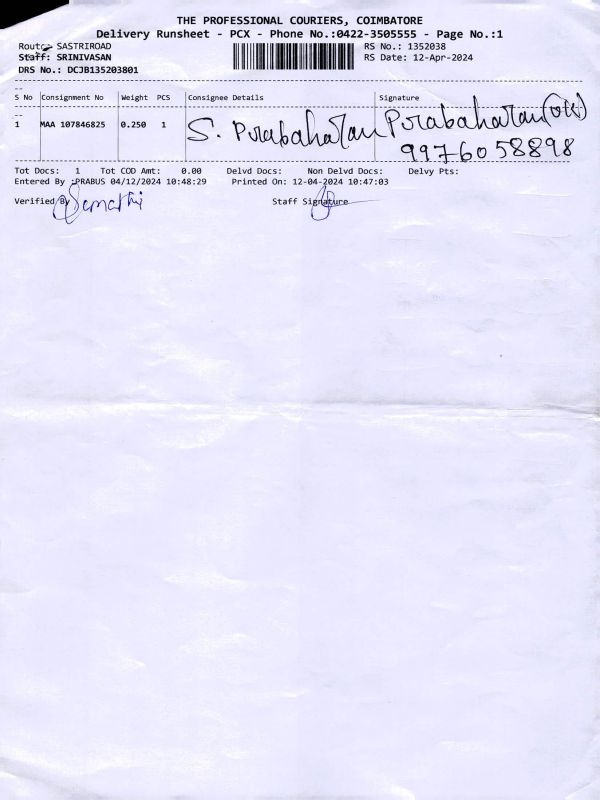 THE PROFESSIONAL COURIERS, COIMBATORE
Delivery Runsheet - PCX - Phone No.:0422-3505555 - Page No.:1
Route: SASTRIROAD RS No.: 1352038
Staff: SRINIVASAN RS Date: 12-Apr-2024
DRS No.: DCJB135203801
S No Consignment No Weight PCS Consignee Details Signature
1 MAA 107846825 0.250 1 S. Prabaharan Prabaharan
9976058898
Tot Docs: 1 Tot COD Amt: 0.00 Delvd Docs: Non Delvd Docs: Delvy Pts:
Entered By :PRABUS 04/12/2024 10:48:29 Printed On: 12-04-2024 10:47:03
Verified By Staff Signature